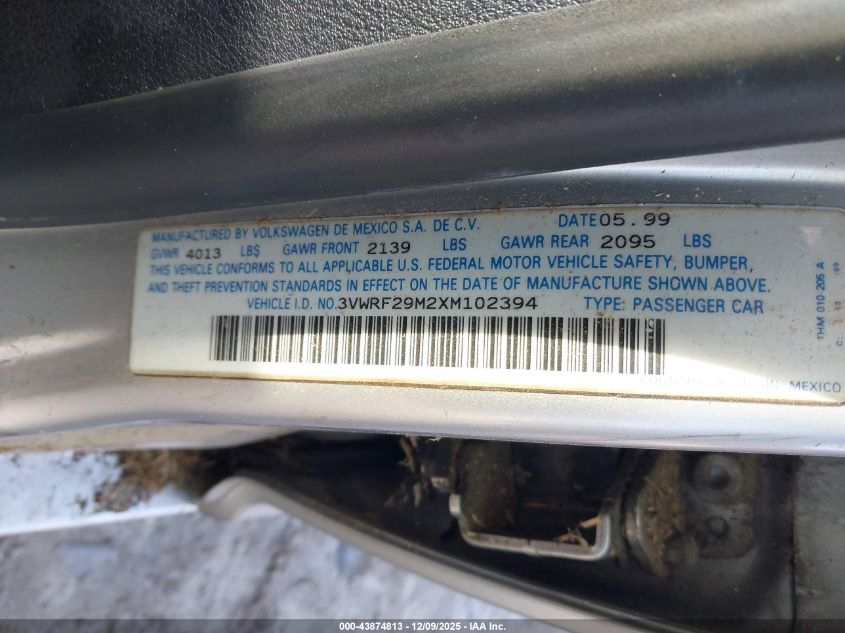 MANUFACTURED BY VOLKSWAGEN DE MEXICO S.A. DE C.V. DATE 05.99
GVWR 4013 LBS GAWR FRONT 2139 LBS GAWR REAR 2095 LBS
THIS VEHICLE CONFORMS TO ALL APPLICABLE U.S. FEDERAL MOTOR VEHICLE SAFETY, BUMPER,
AND THEFT PREVENTION STANDARDS IN EFFECT ON THE DATE OF MANUFACTURE SHOWN ABOVE.
VEHICLE I.D. NO. 3VWRF29M2XM102394 TYPE: PASSENGER CAR
MEXICO
THM 010 205 A
000-43874813 - 12/09/2025 - IAA Inc.